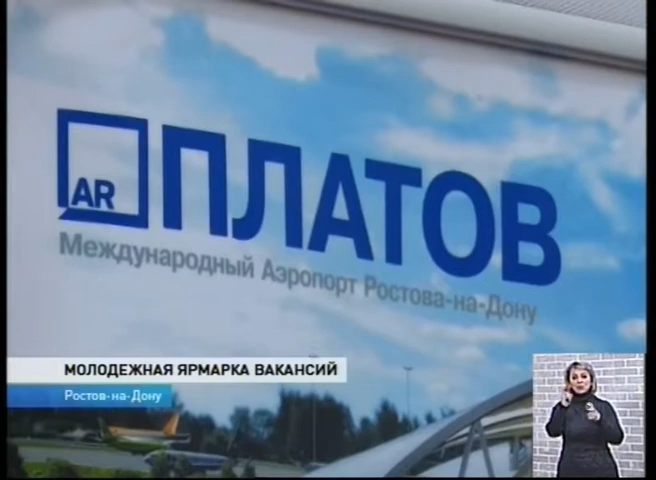 AR
ПЛАТОВ
Международный Аэропорт Ростова-на-Дону
МОЛОДЕЖНАЯ ЯРМАРКА ВАКАНСИЙ
Ростов-на-Дону